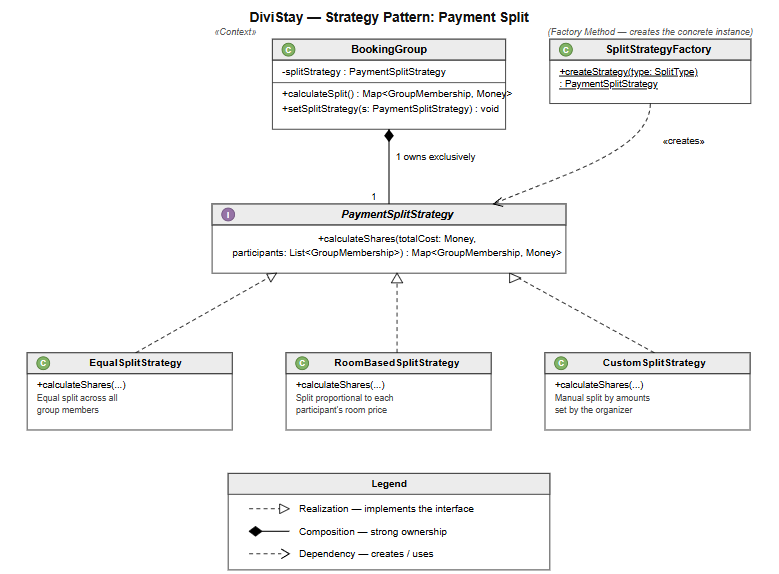 DiviStay — Strategy Pattern: Payment Split
«Context»
(Factory Method — creates the concrete instance)
C BookingGroup
-splitStrategy : PaymentSplitStrategy
+calculateSplit() : Map<GroupMembership, Money>
+setSplitStrategy(s: PaymentSplitStrategy) : void
C SplitStrategyFactory
+createStrategy(type: SplitType)
: PaymentSplitStrategy
1 owns exclusively
«creates»
1
I PaymentSplitStrategy
+calculateShares(totalCost: Money,
participants: List<GroupMembership>) : Map<GroupMembership, Money>
C EqualSplitStrategy
+calculateShares(...)
Equal split across all
group members
C RoomBasedSplitStrategy
+calculateShares(...)
Split proportional to each
participant's room price
C CustomSplitStrategy
+calculateShares(...)
Manual split by amounts
set by the organizer
Legend
Realization — implements the interface
Composition — strong ownership
Dependency — creates / uses